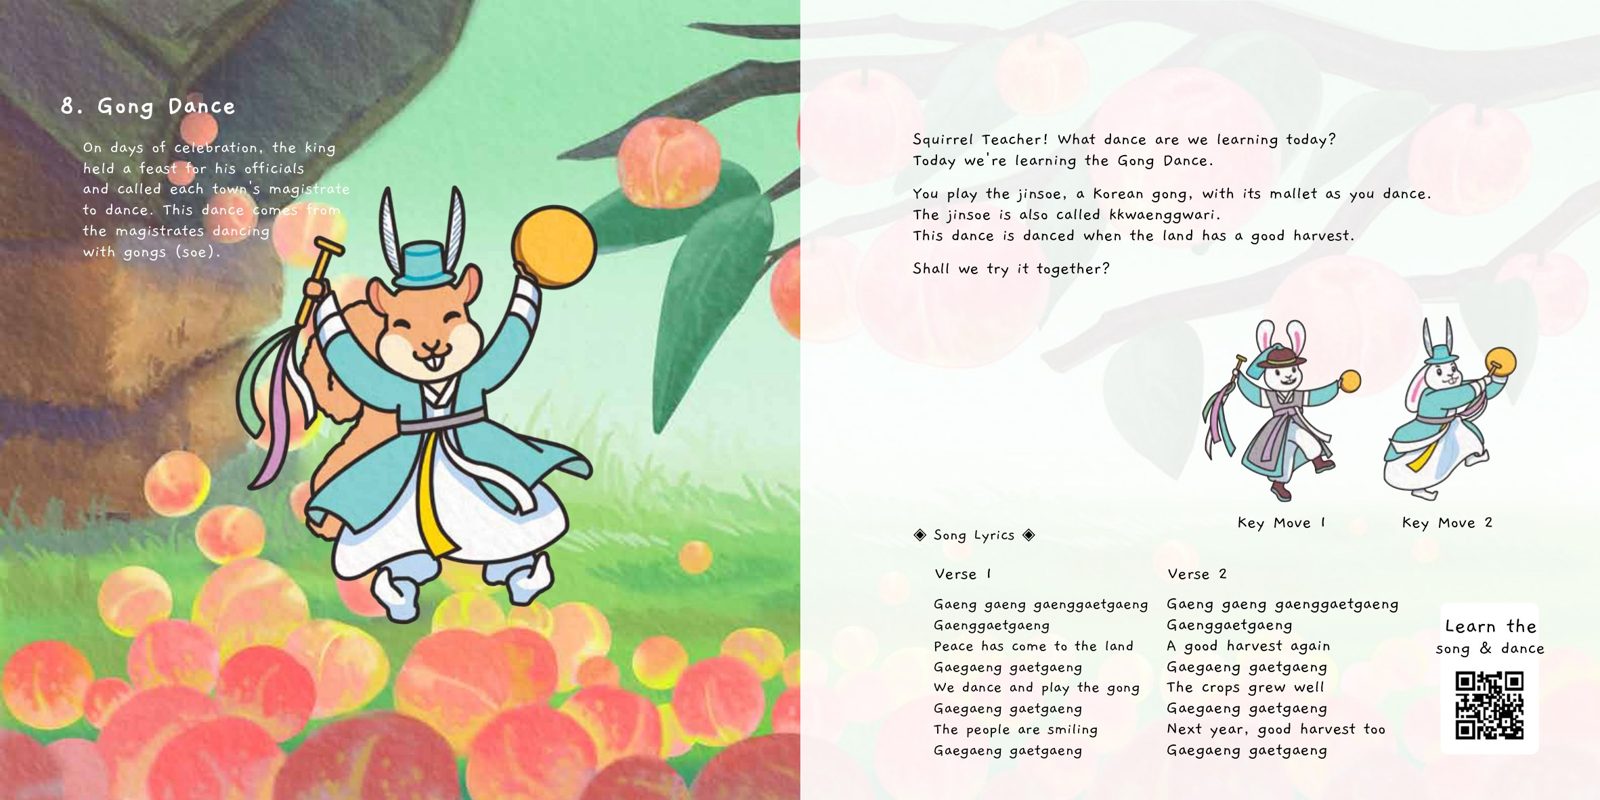 8. Gong Dance
On days of celebration, the king
held a feast for his officials
and called each town's magistrate
to dance. This dance comes from
the magistrates dancing
with gongs (soe).
Squirrel Teacher! What dance are we learning today?
Today we're learning the Gong Dance.
You play the jinsoe, a Korean gong, with its mallet as you dance.
The jinsoe is also called kkwaenggwari.
This dance is danced when the land has a good harvest.
Shall we try it together?
Key Move 1
Key Move 2
◈ Song Lyrics ◈
Verse 1
Gaeng gaeng gaenggaetgaeng
Gaenggaetgaeng
Peace has come to the land
Gaegaeng gaetgaeng
We dance and play the gong
Gaegaeng gaetgaeng
The people are smiling
Gaegaeng gaetgaeng
Verse 2
Gaeng gaeng gaenggaetgaeng
Gaenggaetgaeng
A good harvest again
Gaegaeng gaetgaeng
The crops grew well
Gaegaeng gaetgaeng
Next year, good harvest too
Gaegaeng gaetgaeng
Learn the
song & dance